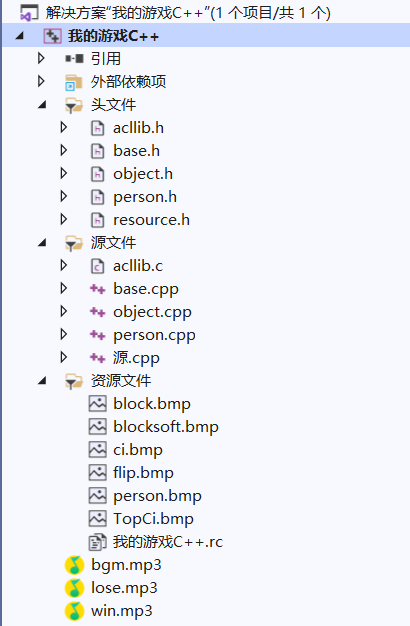 解决方案“我的游戏C++”(1 个项目/共 1 个)
我的游戏C++
引用
外部依赖项
头文件
acllib.h
base.h
object.h
person.h
resource.h
源文件
acllib.c
base.cpp
object.cpp
person.cpp
源.cpp
资源文件
block.bmp
blocksoft.bmp
ci.bmp
flip.bmp
person.bmp
TopCi.bmp
我的游戏C++.rc
bgm.mp3
lose.mp3
win.mp3